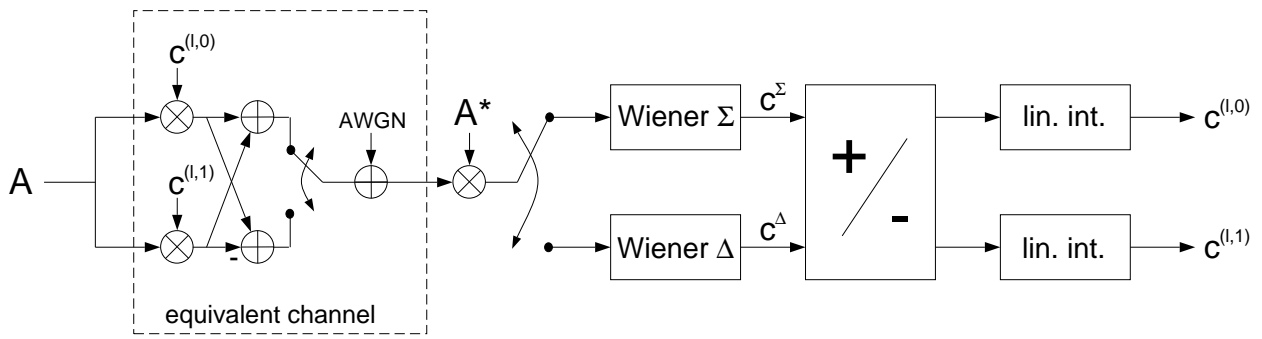 c^(l,0)
A
c^(l,1)
-
AWGN
equivalent channel
A*
Wiener Σ
c^Σ
Wiener Δ
c^Δ
+
/
-
lin. int.
c^(l,0)
lin. int.
c^(l,1)